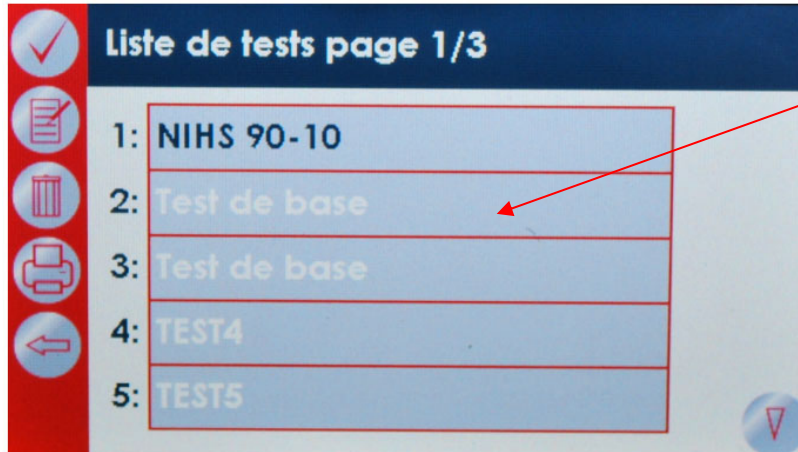 Liste de tests page 1/3
1: NIHS 90-10
2: Test de base
3: Test de base
4: TEST4
5: TEST5